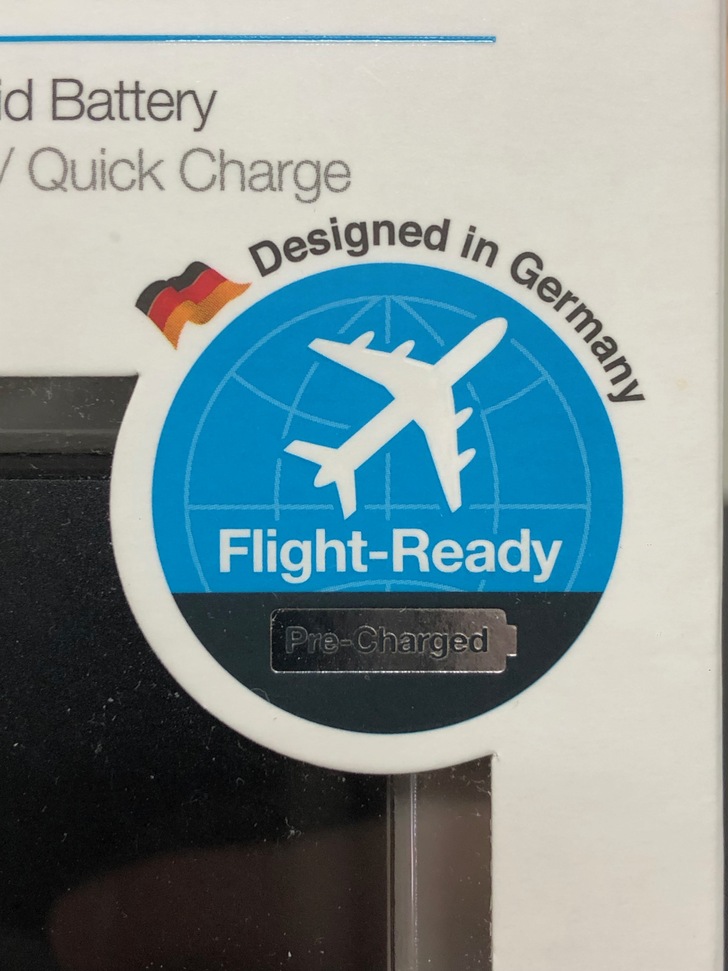 id Battery
/ Quick Charge
Designed in Germany
Flight-Ready
Pre-Charged